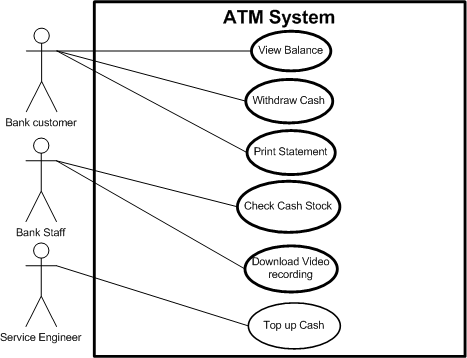 ATM System
View Balance
Withdraw Cash
Bank customer
Print Statement
Check Cash Stock
Bank Staff
Download Video
recording
Top up Cash
Service Engineer